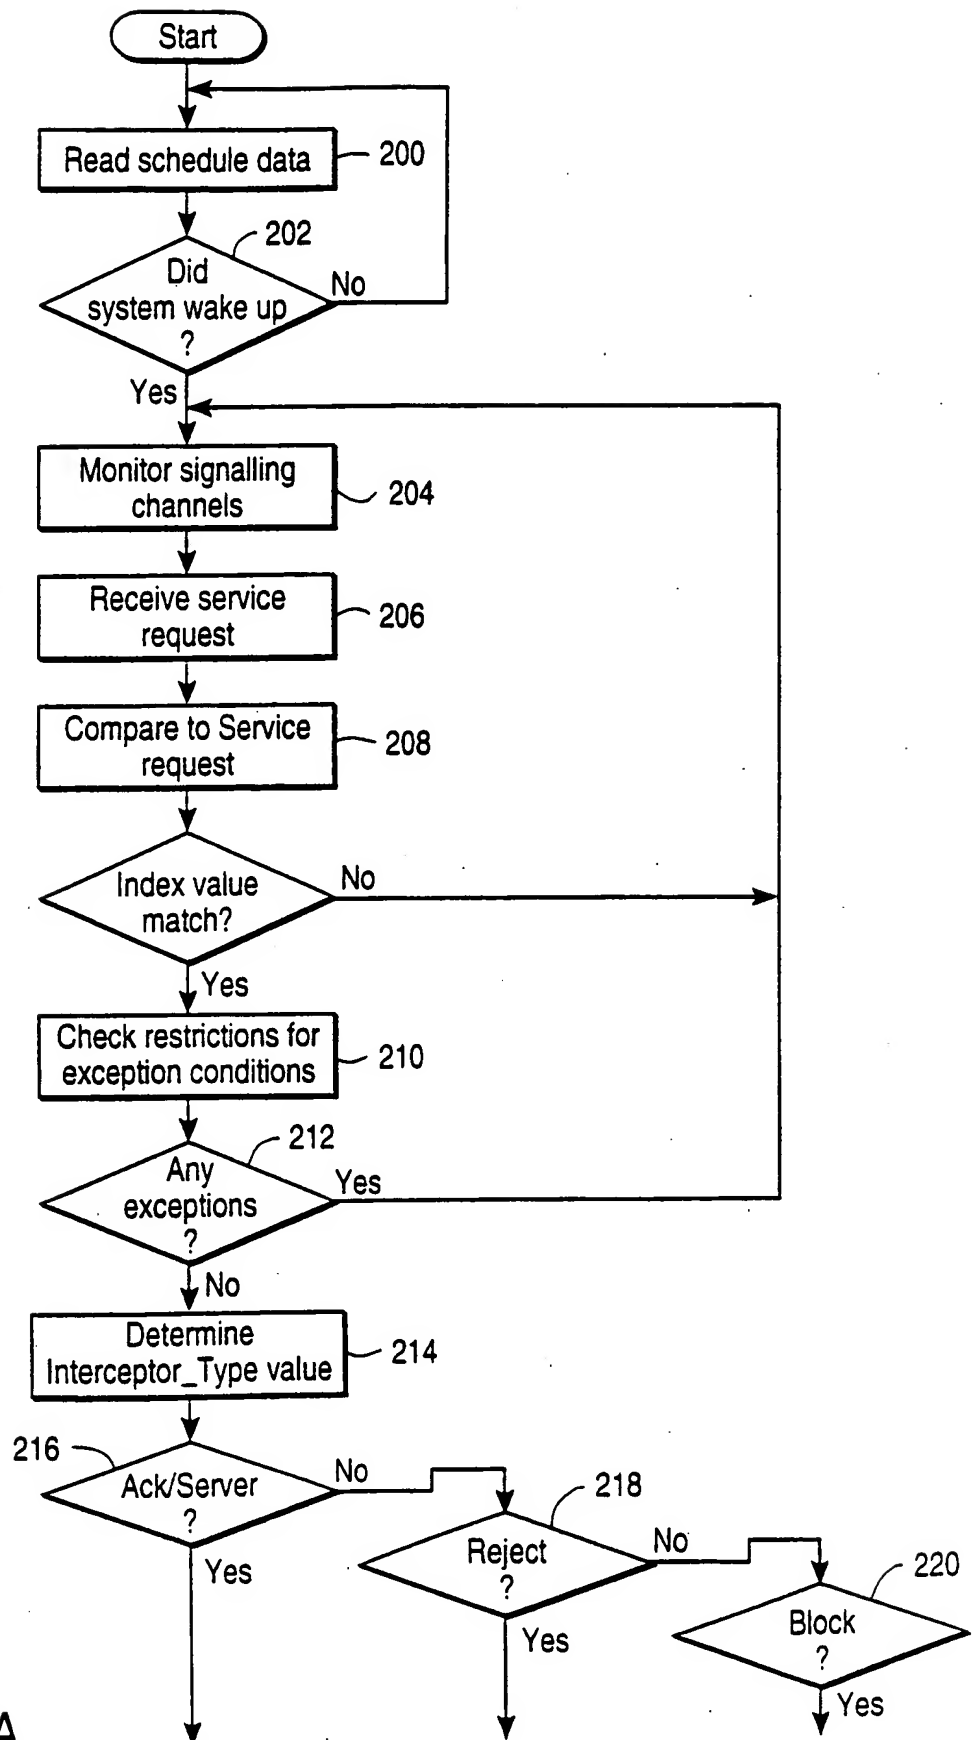 Start
Read schedule data
200
202
Did
system wake up
?
No
Yes
Monitor signalling
channels
204
Receive service
request
206
Compare to Service
request
208
Index value
match?
No
Yes
Check restrictions for
exception conditions
210
212
Any
exceptions
?
Yes
No
Determine
Interceptor_Type value
214
216
Ack/Server
?
No
Yes
218
Reject
?
No
Yes
220
Block
?
Yes